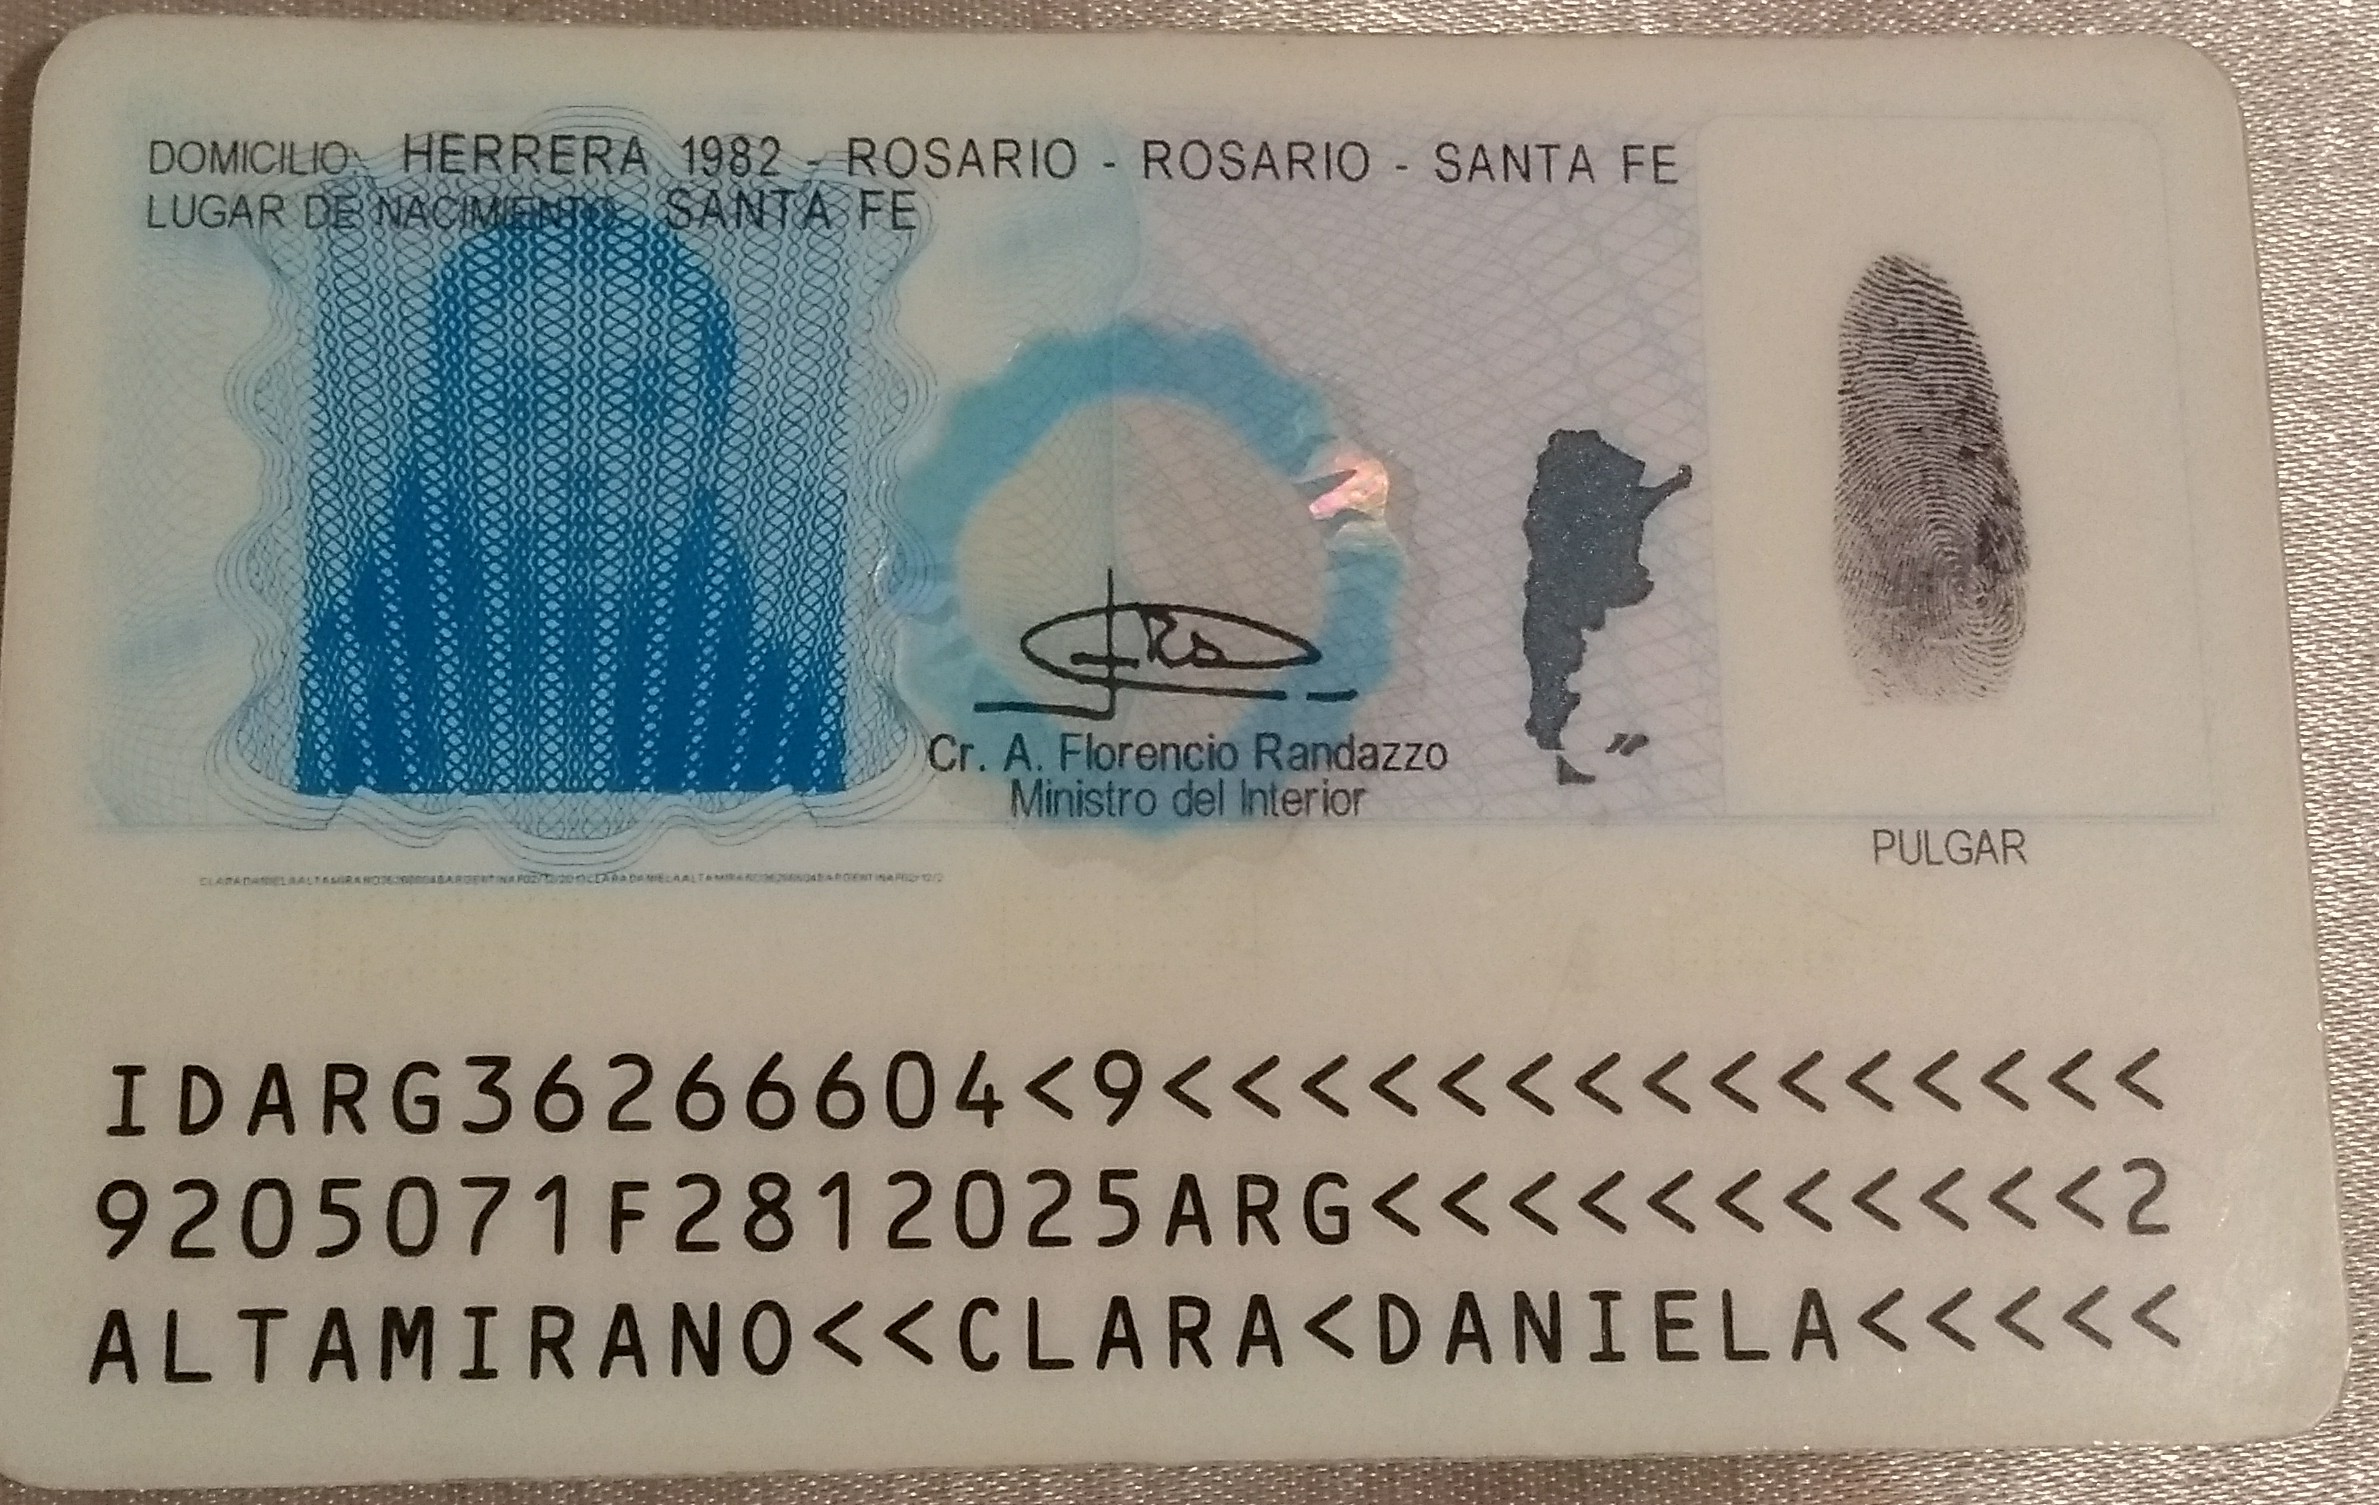 DOMICILIO: HERRERA 1982 - ROSARIO - ROSARIO - SANTA FE
LUGAR DE NACIMIENTO: SANTA FE
Cr. A. Florencio Randazzo
Ministro del Interior
PULGAR
IDARG36266604<9<<<<<<<<<<<<<<<
9205071F2812025ARG<<<<<<<<<<<2
ALTAMIRANO<<CLARA<DANIELA<<<<<